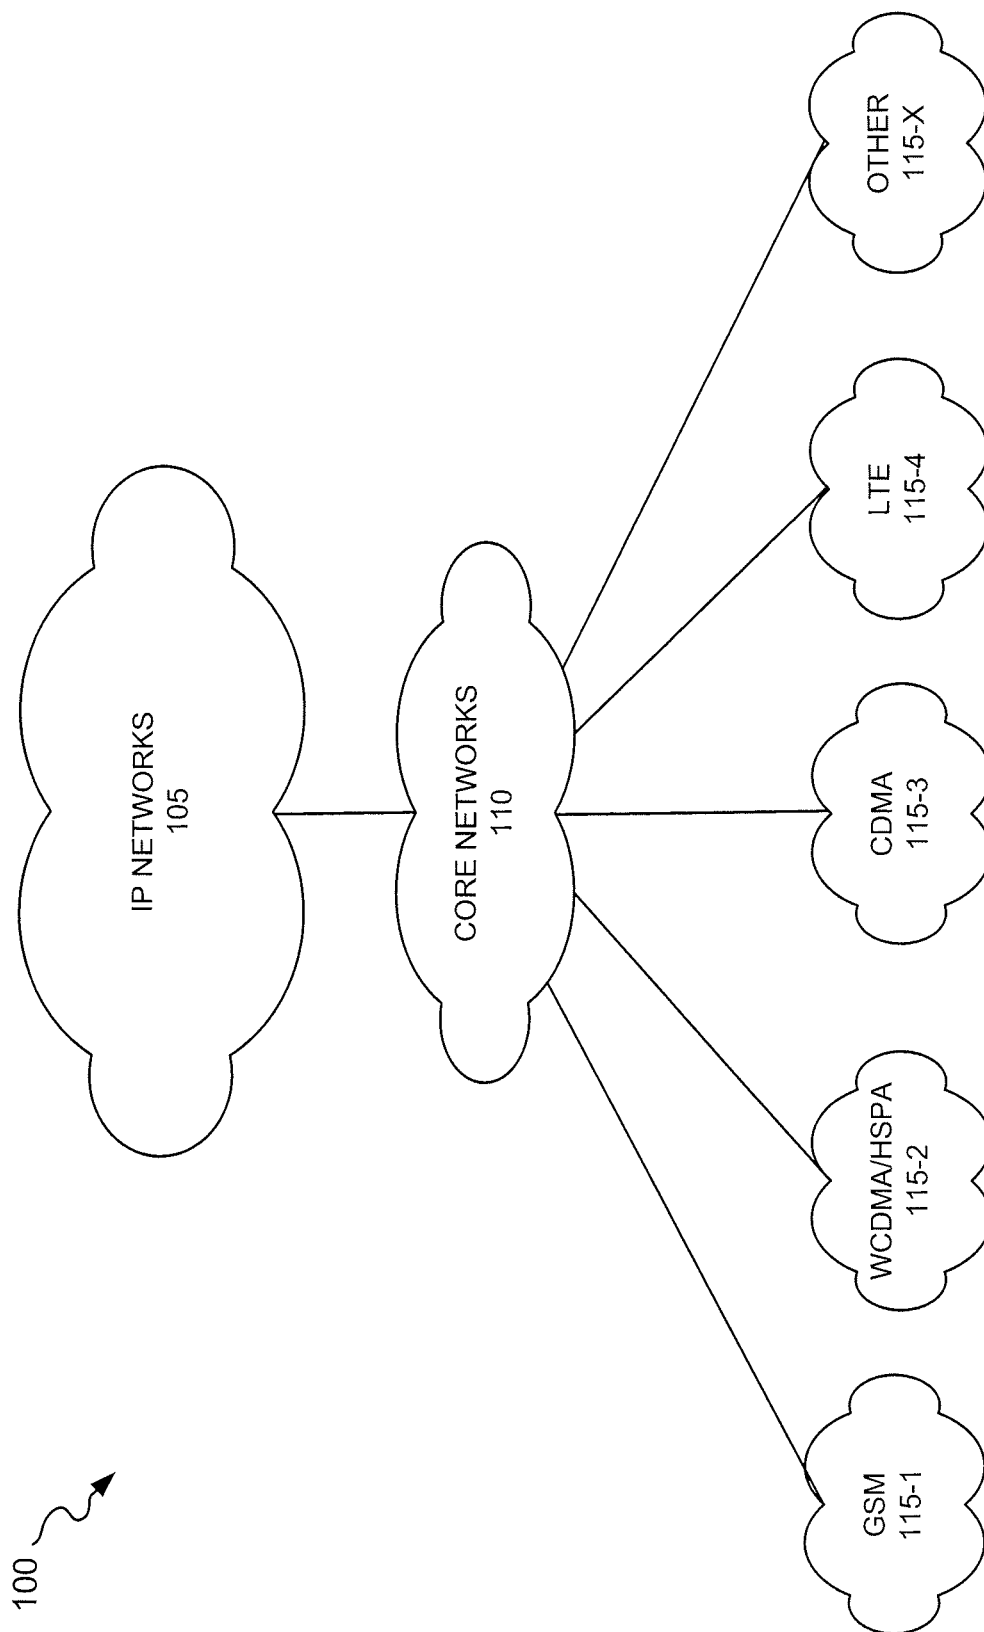 100
IP NETWORKS
105
CORE NETWORKS
110
GSM
115-1
WCDMA/HSPA
115-2
CDMA
115-3
LTE
115-4
OTHER
115-X